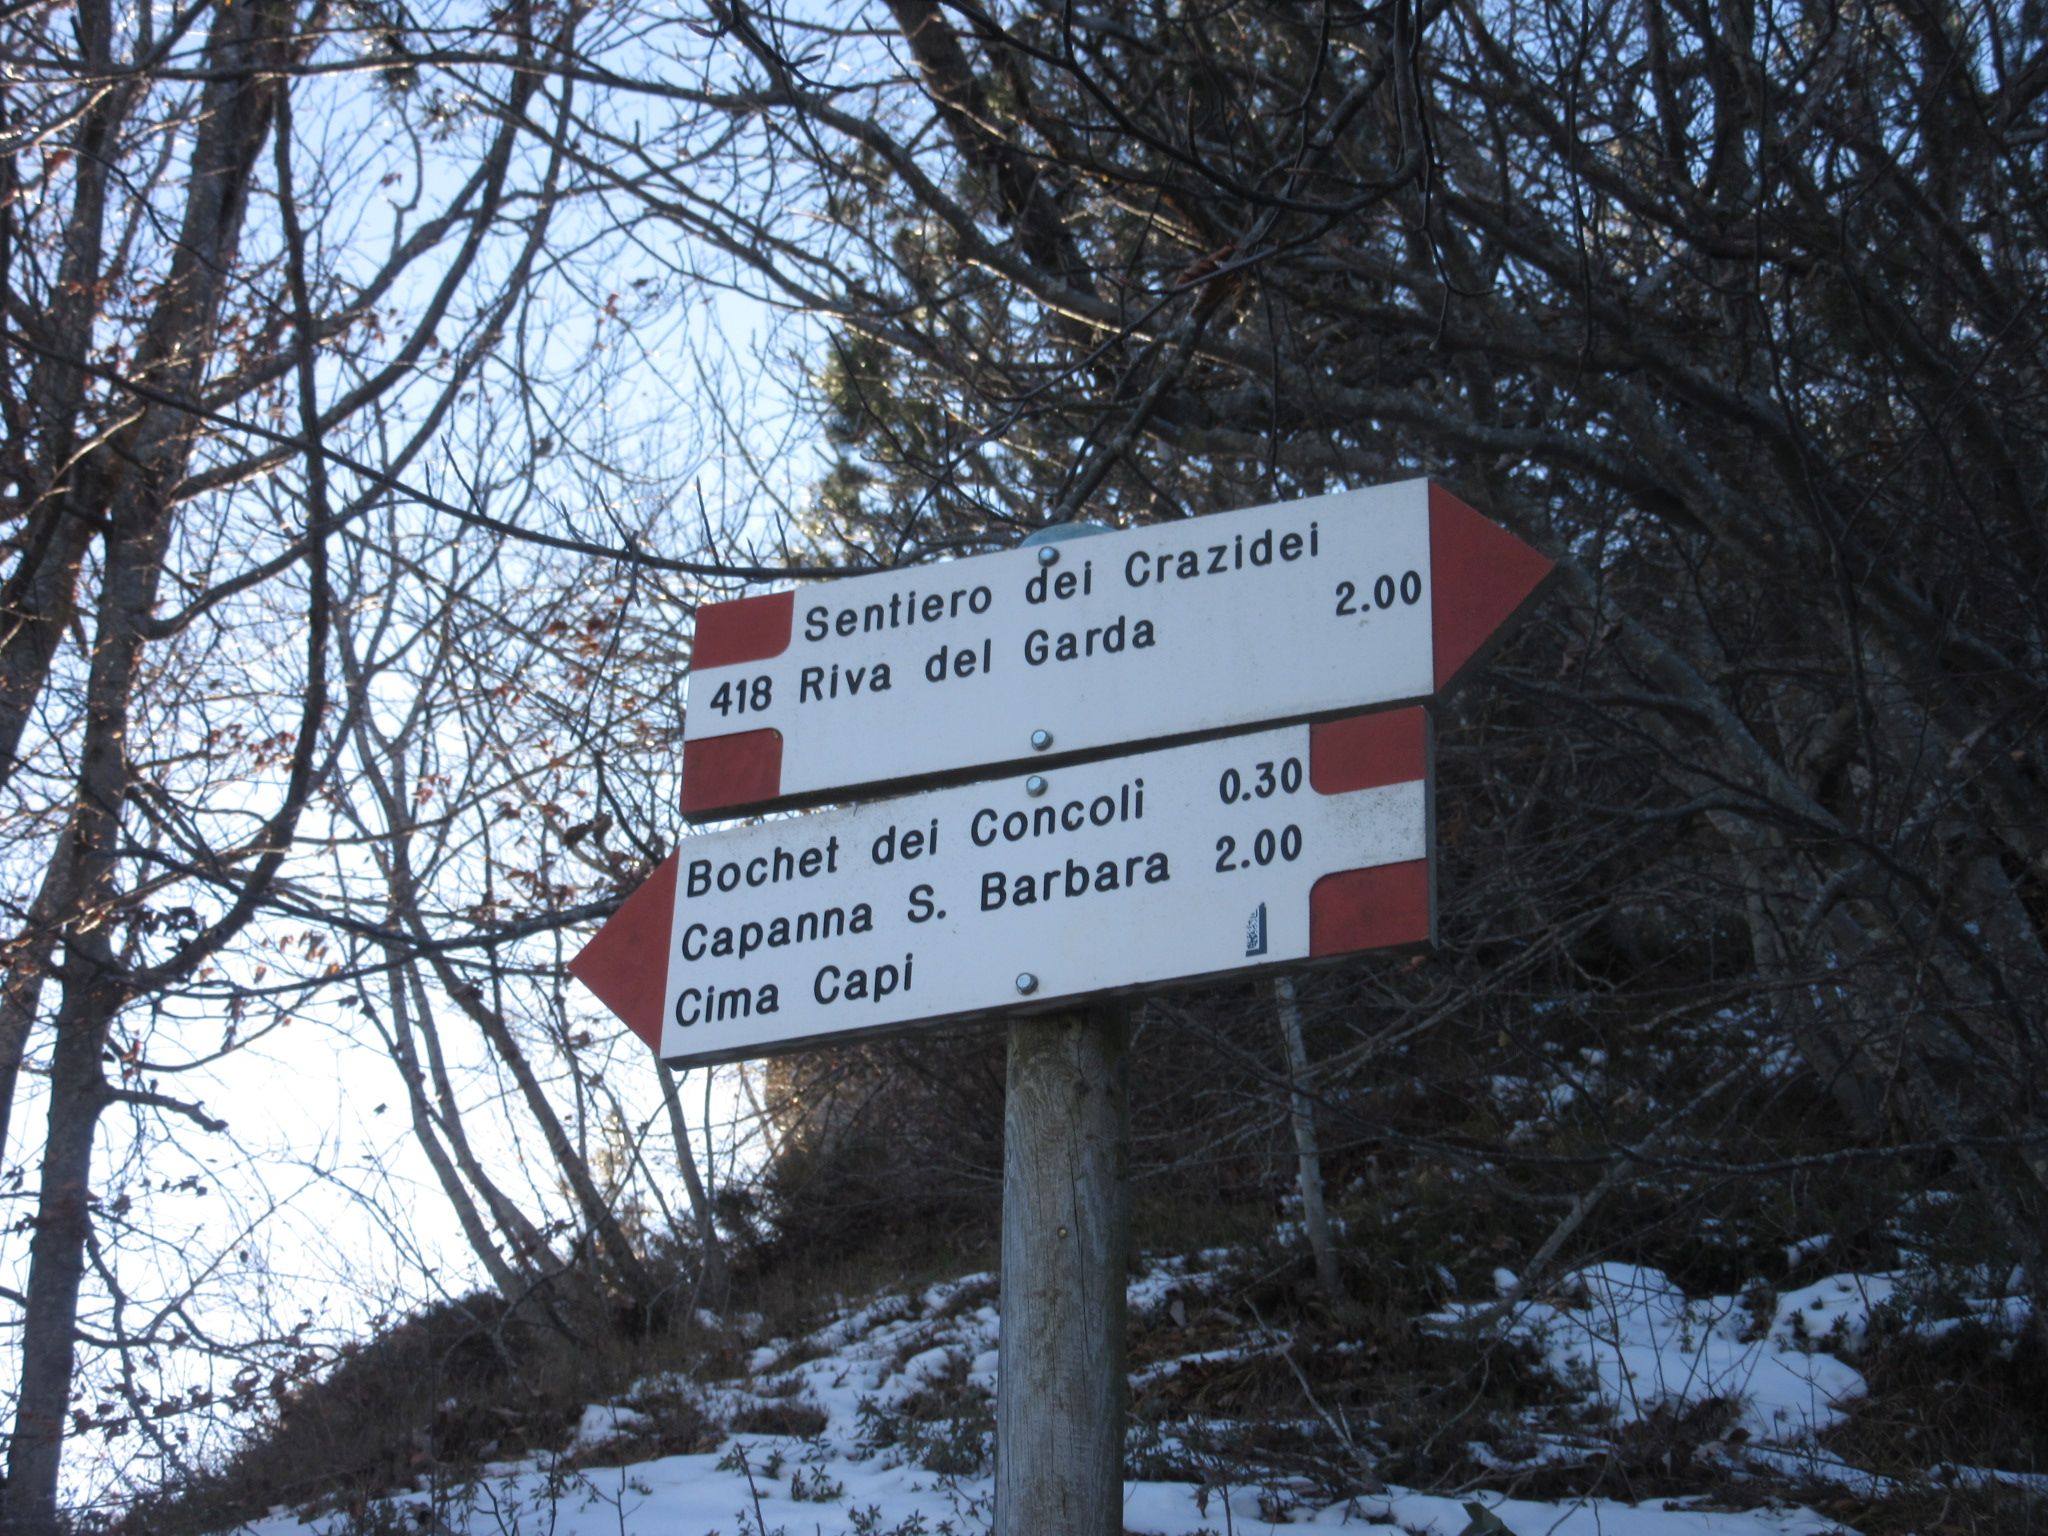 Sentiero dei Crazidei
418 Riva del Garda 2.00
Bochet dei Concolì 0.30
Capanna S. Barbara 2.00
Cima Capi